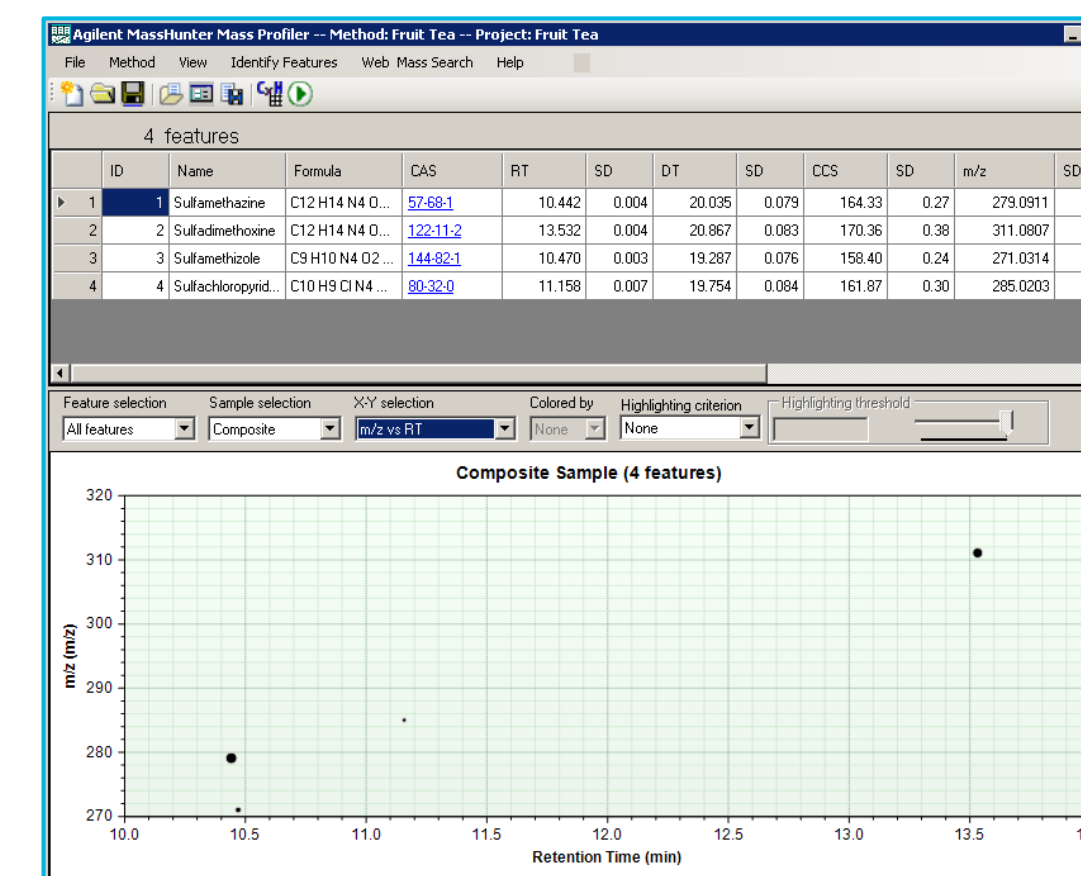 Agilent MassHunter Mass Profiler -- Method: Fruit Tea -- Project: Fruit Tea
File Method View Identify Features Web Mass Search Help
4 features
ID Name Formula CAS RT SD DT SD CCS SD m/z SD
1 1 Sulfamethazine C12 H14 N4 O... 57-68-1 10.442 0.004 20.035 0.079 164.33 0.27 279.0911
2 2 Sulfadimethoxine C12 H14 N4 O... 122-11-2 13.532 0.004 20.867 0.083 170.36 0.38 311.0807
3 3 Sulfamethizole C9 H10 N4 O2 ... 144-82-1 10.470 0.003 19.287 0.076 158.40 0.24 271.0314
4 4 Sulfachloropyrid... C10 H9 Cl N4 ... 80-32-0 11.158 0.007 19.754 0.084 161.87 0.30 285.0203
Feature selection Sample selection X-Y selection Colored by Highlighting criterion Highlighting threshold
All features Composite m/z vs RT None None
Composite Sample (4 features)
320
310
300
290
280
270
m/z (m/z)
10.0 10.5 11.0 11.5 12.0 12.5 13.0 13.5
Retention Time (min)